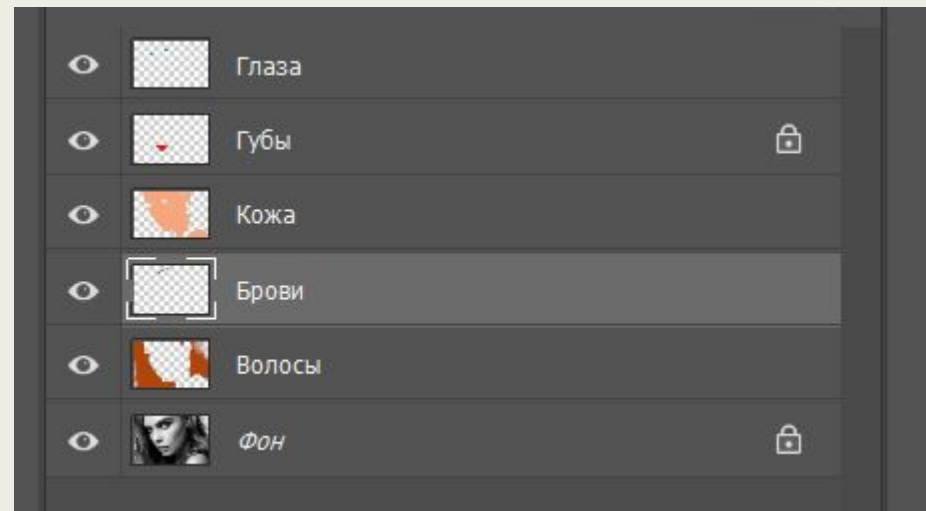 Глаза
Губы
Кожа
Брови
Волосы
Фон